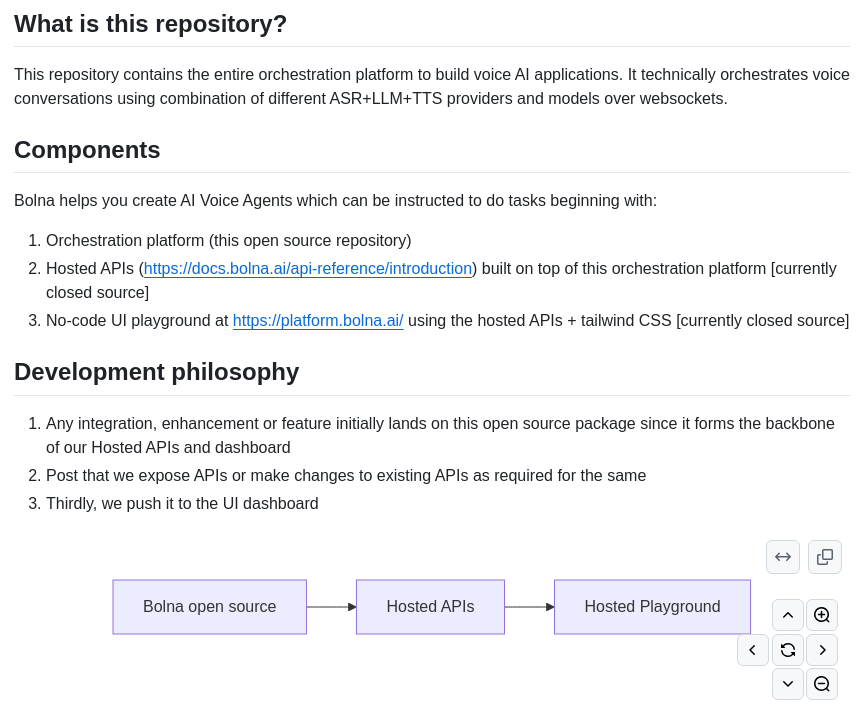 What is this repository?
This repository contains the entire orchestration platform to build voice AI applications. It technically orchestrates voice
conversations using combination of different ASR+LLM+TTS providers and models over websockets.
Components
Bolna helps you create AI Voice Agents which can be instructed to do tasks beginning with:
1. Orchestration platform (this open source repository)
2. Hosted APIs (https://docs.bolna.ai/api-reference/introduction) built on top of this orchestration platform [currently
closed source]
3. No-code UI playground at https://platform.bolna.ai/ using the hosted APIs + tailwind CSS [currently closed source]
Development philosophy
1. Any integration, enhancement or feature initially lands on this open source package since it forms the backbone
of our Hosted APIs and dashboard
2. Post that we expose APIs or make changes to existing APIs as required for the same
3. Thirdly, we push it to the UI dashboard
Bolna open source
Hosted APIs
Hosted Playground